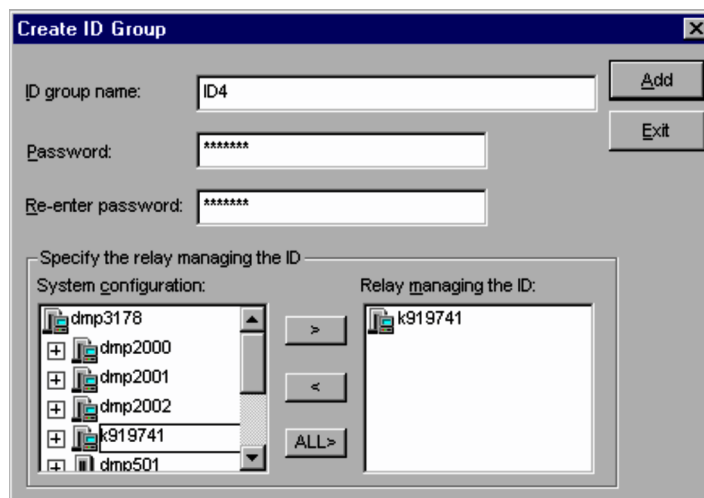 Create ID Group
ID group name: ID4
Add
Exit
Password: *******
Re-enter password: *******
Specify the relay managing the ID
System configuration:
dmp3178
dmp2000
dmp2001
dmp2002
k919741
dmp501
>
<
ALL>
Relay managing the ID:
k919741